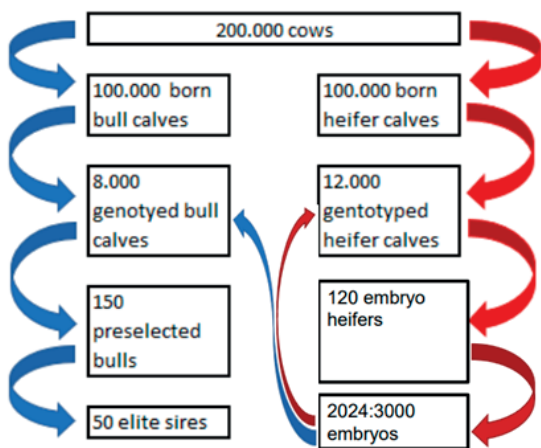 200.000 cows
100.000 born
bull calves
100.000 born
heifer calves
8.000
genotyed bull
calves
12.000
gentotyped
heifer calves
150
preselected
bulls
120 embryo
heifers
50 elite sires
2024:3000
embryos